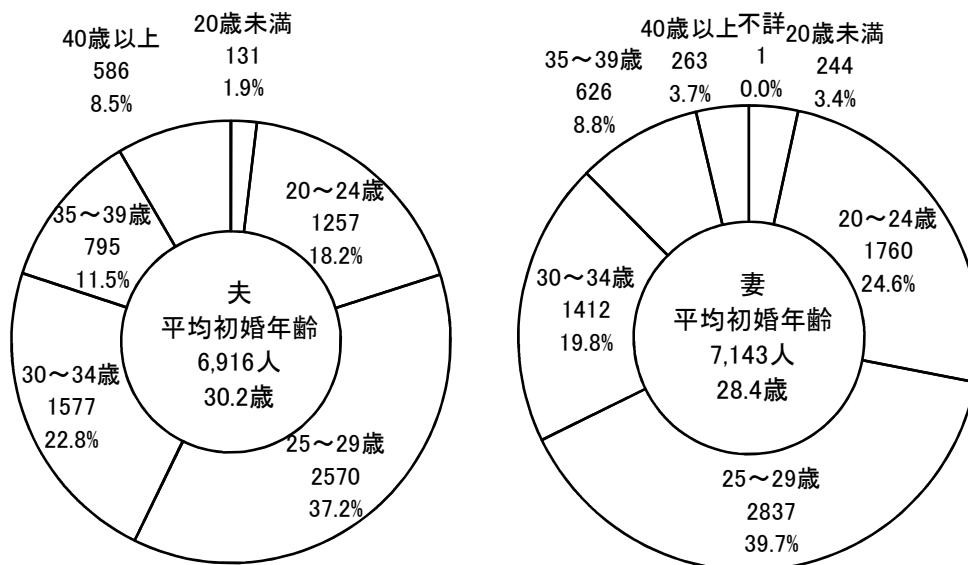 20歳未満
131
1.9%
20～24歳
1257
18.2%
25～29歳
2570
37.2%
30～34歳
1577
22.8%
35～39歳
795
11.5%
40歳以上
586
8.5%
夫
平均初婚年齢
6,916人
30.2歳
20歳未満
244
3.4%
20～24歳
1760
24.6%
25～29歳
2837
39.7%
30～34歳
1412
19.8%
35～39歳
626
8.8%
40歳以上
263
3.7%
不詳
1
0.0%
妻
平均初婚年齢
7,143人
28.4歳